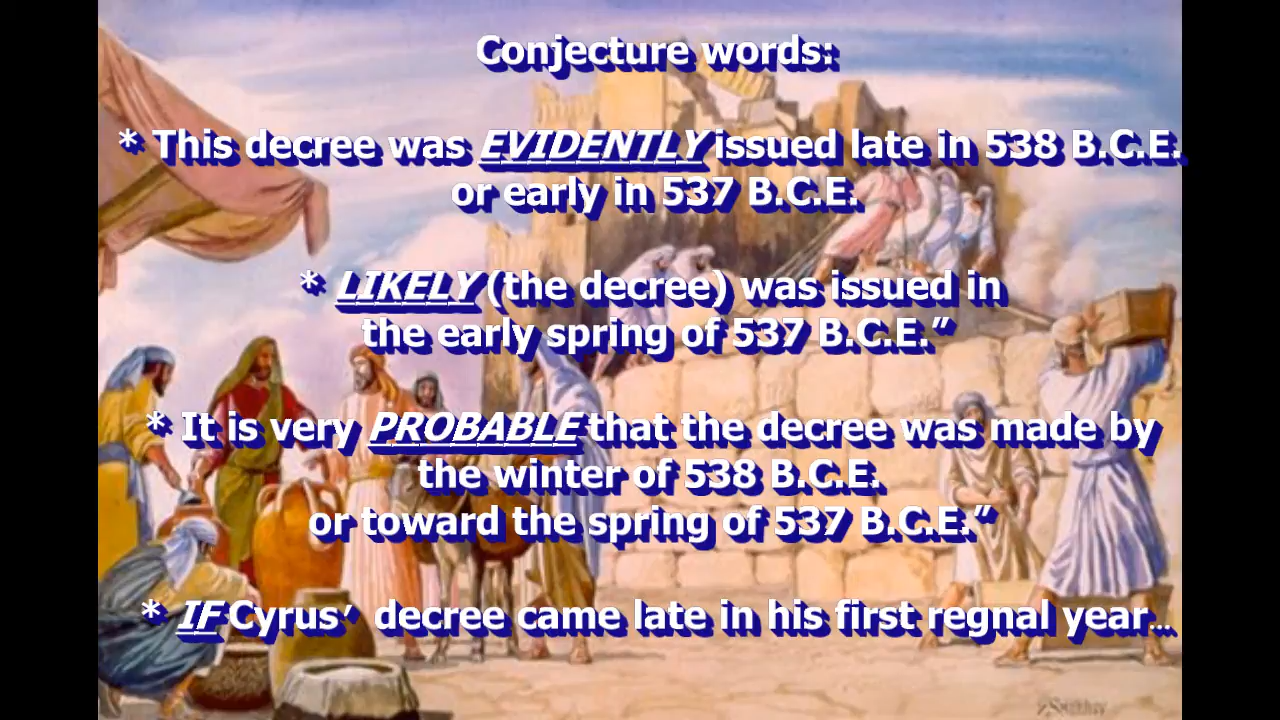 Conjecture words:
* This decree was EVIDENTLY issued late in 538 B.C.E.
or early in 537 B.C.E.
* LIKELY (the decree) was issued in
the early spring of 537 B.C.E.”
* It is very PROBABLE that the decree was made by
the winter of 538 B.C.E.
or toward the spring of 537 B.C.E.”
* IF Cyrus’ decree came late in his first regnal year…